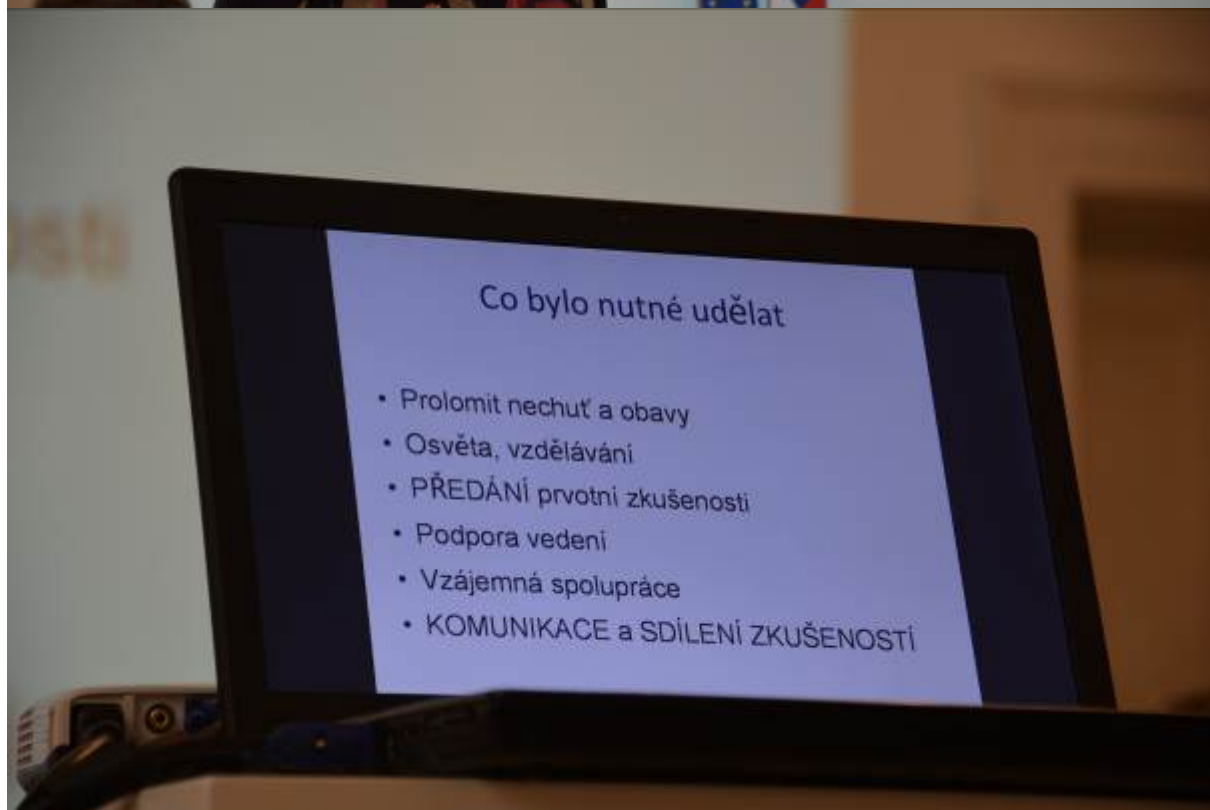 Co bylo nutné udělat
• Prolomit nechuť a obavy
• Osvěta, vzdělávání
• PŘEDÁNÍ prvotní zkušenosti
• Podpora vedení
• Vzájemná spolupráce
• KOMUNIKACE a SDÍLENÍ ZKUŠENOSTÍ